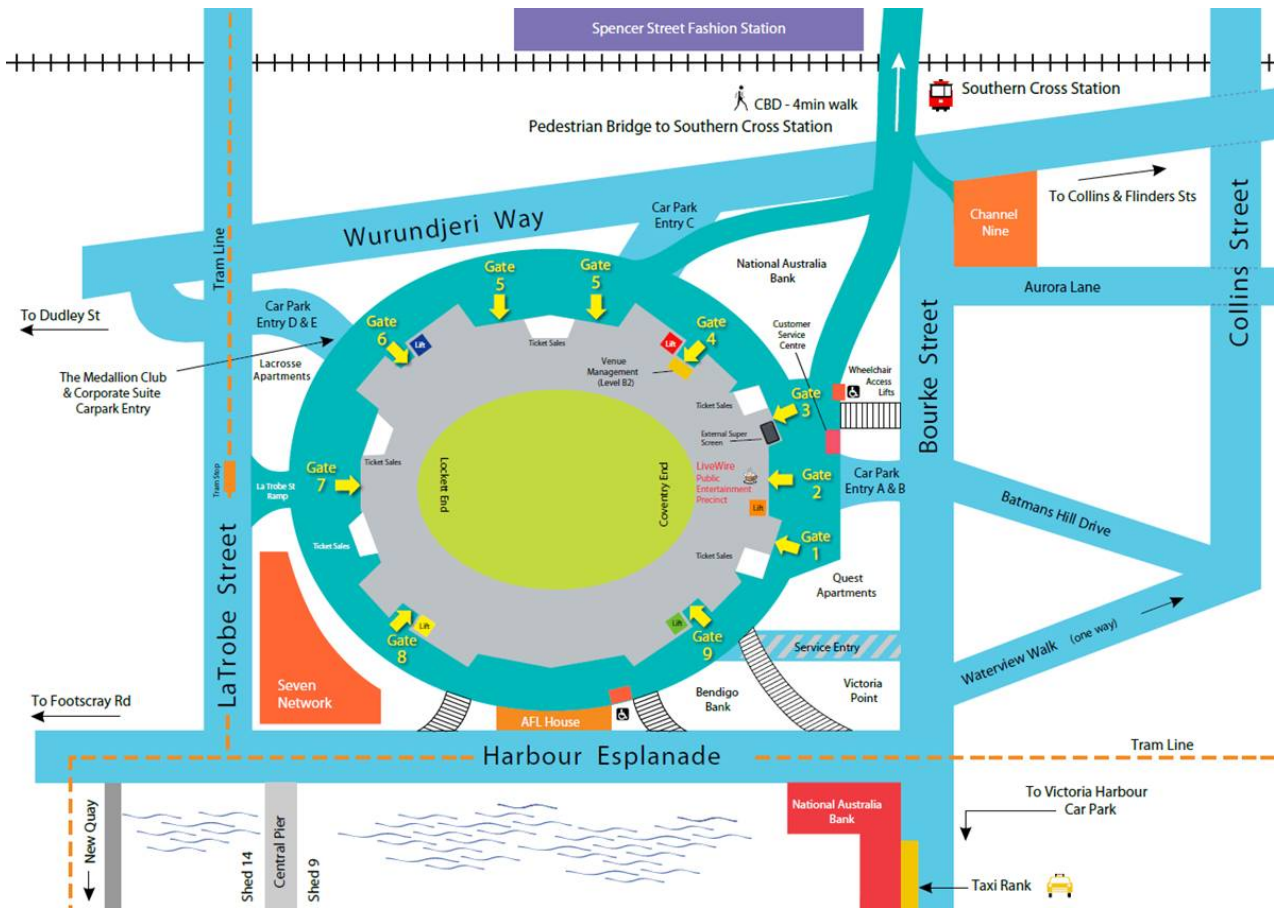 Spencer Street Fashion Station
CBD - 4min walk
Pedestrian Bridge to Southern Cross Station
Southern Cross Station
To Collins & Flinders Sts
Channel
Nine
Collins Street
Aurora Lane
Tram Line
Wurundjeri Way
Car Park
Entry C
National Australia
Bank
To Dudley St
Car Park
Entry D & E
The Medallion Club
& Corporate Suite
Carpark Entry
Lacrosse
Apartments
Gate
5
Gate
5
Gate
6
Lift
Ticket Sales
Lift
Gate
4
Venue
Management
(Level B2)
Customer
Service
Centre
Wheelchair
Access
Lifts
Bourke Street
Ticket Sales
Gate
3
External Super
Screen
Tram Stop
La Trobe St
Ramp
Gate
7
Ticket Sales
Lockett End
Coventry End
LiveWire
Public
Entertainment
Precinct
Gate
2
Car Park
Entry A & B
Lift
Batmans Hill Drive
LaTrobe Street
Ticket Sales
Ticket Sales
Gate
1
Quest
Apartments
Gate
8
Lift
Lift
Gate
9
Service Entry
Waterview Walk (one way)
Seven
Network
Bendigo
Bank
Victoria
Point
To Footscray Rd
AFL House
Harbour Esplanade
Tram Line
New Quay
Shed 14
Central Pier
Shed 9
National Australia
Bank
To Victoria Harbour
Car Park
Taxi Rank